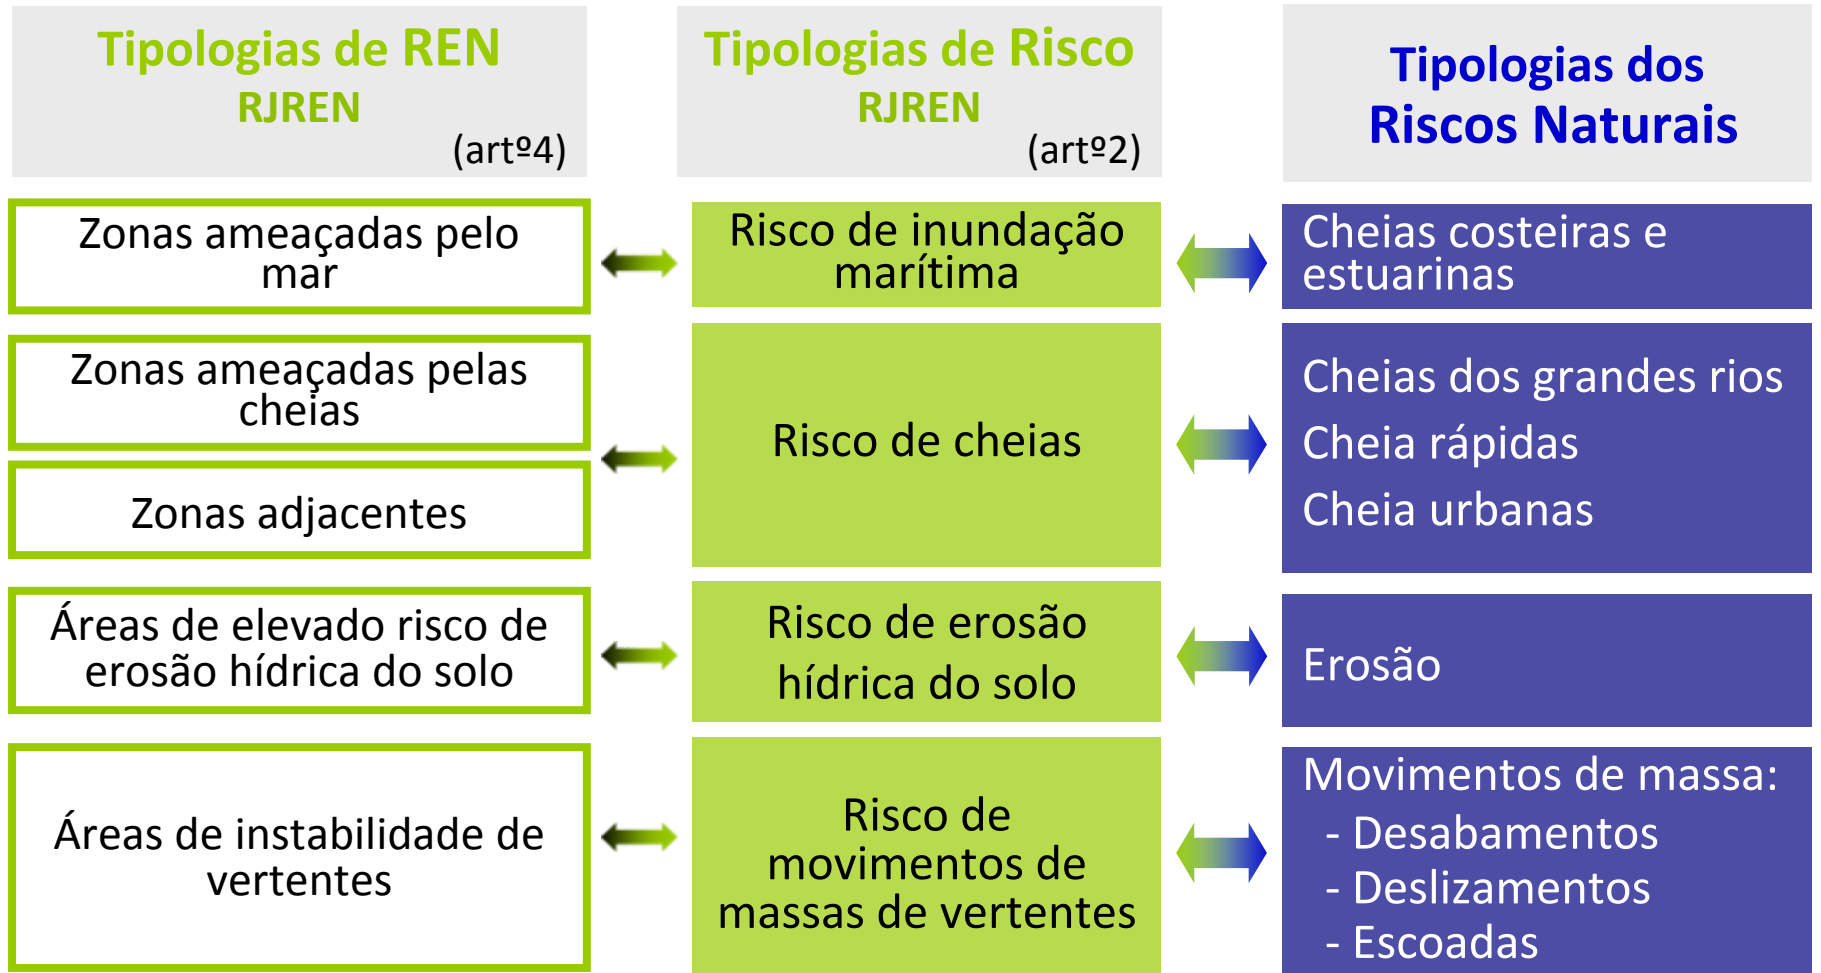 Tipologias de REN
RJREN
(artº4)
Tipologias de Risco
RJREN
(artº2)
Tipologias dos
Riscos Naturais
Zonas ameaçadas pelo
mar
Risco de inundação
marítima
Cheias costeiras e
estuarinas
Zonas ameaçadas pelas
cheias
Zonas adjacentes
Risco de cheias
Cheias dos grandes rios
Cheia rápidas
Cheia urbanas
Áreas de elevado risco de
erosão hídrica do solo
Risco de erosão
hídrica do solo
Erosão
Áreas de instabilidade de
vertentes
Risco de
movimentos de
massas de vertentes
Movimentos de massa:
- Desabamentos
- Deslizamentos
- Escoadas